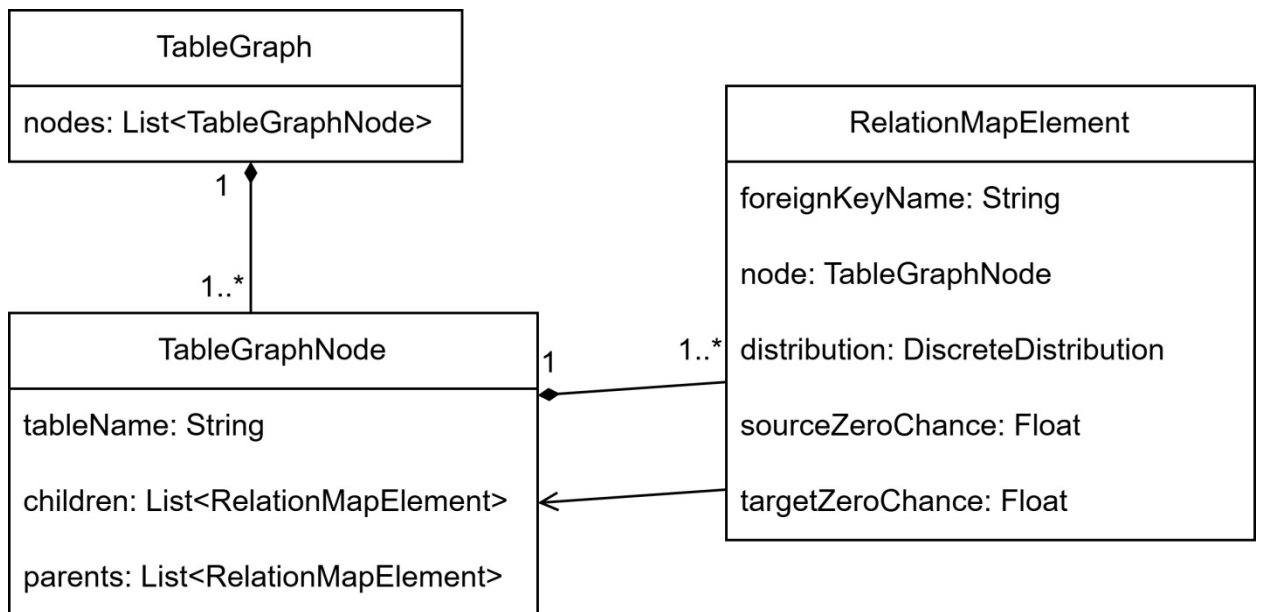 TableGraph
nodes: List<TableGraphNode>
1
1..*
TableGraphNode
tableName: String
children: List<RelationMapElement>
parents: List<RelationMapElement>
1
1..*
RelationMapElement
foreignKeyName: String
node: TableGraphNode
distribution: DiscreteDistribution
sourceZeroChance: Float
targetZeroChance: Float